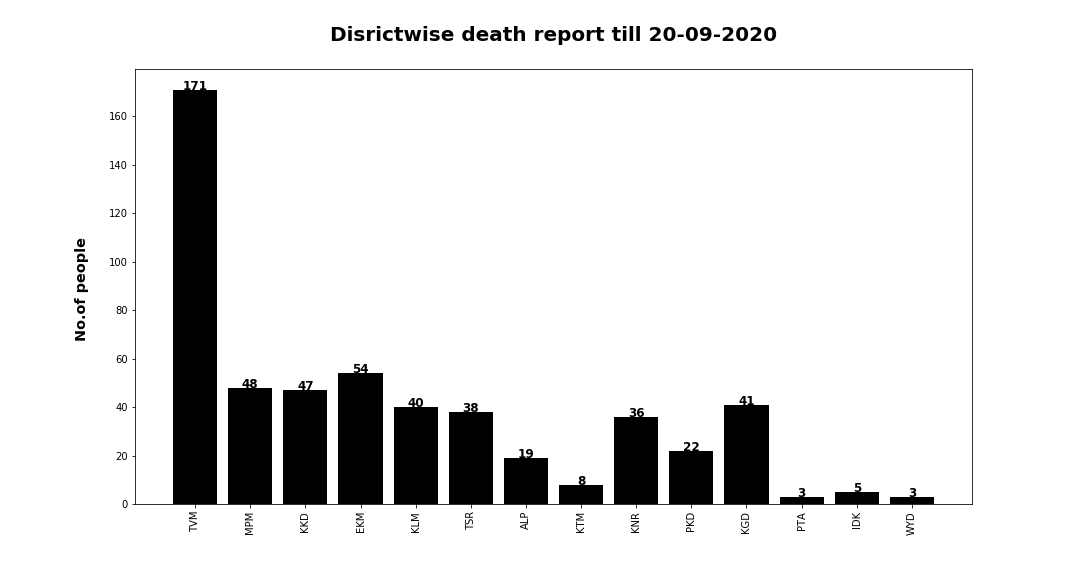 Disrictwise death report till 20-09-2020
No.of people
160
140
120
100
80
60
40
20
0
171
48
47
54
40
38
19
8
36
22
41
3
5
3
TVM
MPM
KKD
EKM
KLM
TSR
ALP
KTM
KNR
PKD
KGD
PTA
IDK
WYD